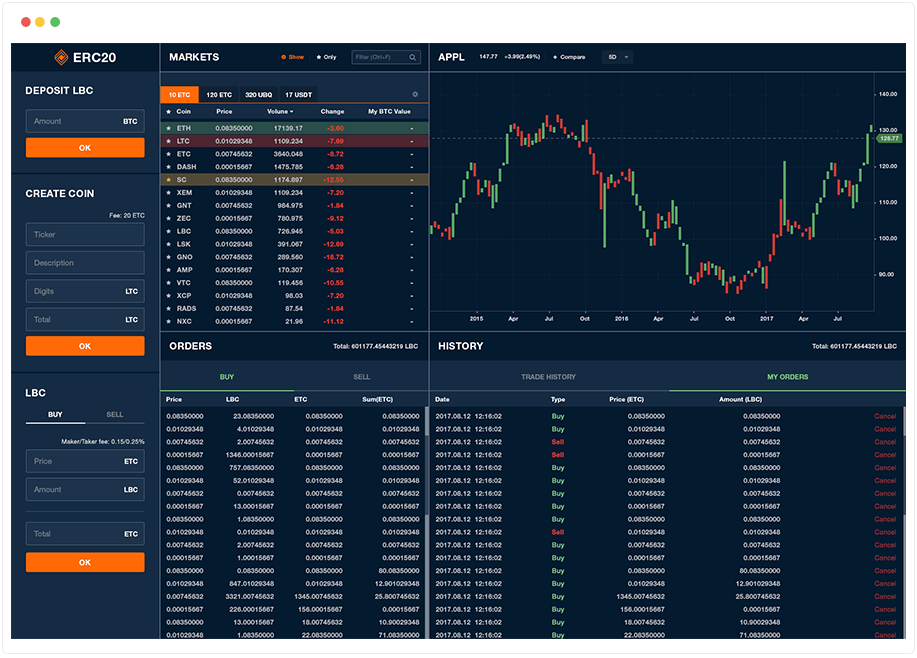 ERC20
DEPOSIT LBC
Amount BTC
OK
CREATE COIN
Fee: 20 ETC
Ticker
Description
Digits LTC
Total LTC
OK
LBC
BUY SELL
Maker/Taker fee: 0.15/0.25%
Price ETC
Amount LBC
Total ETC
OK
MARKETS Show Only Filter (Ctrl+F)
10 ETC 120 ETC 320 UBQ 17 USDT
Coin Price Volume Change My BTC Value
ETH 0.08350000 17139.17 -3.60 -
LTC 0.01029348 1109.234 -7.69 -
ETC 0.00745632 3640.048 -8.72 -
DASH 0.00015667 1475.785 -6.28 -
SC 0.08350000 1174.897 -12.55 -
XEM 0.01029348 1109.234 -7.20 -
GNT 0.00745632 984.975 -1.84 -
ZEC 0.00015667 780.975 -9.12 -
LBC 0.08350000 726.945 -5.03 -
LSK 0.01029348 391.067 -12.69 -
GNO 0.00745632 289.560 -18.72 -
AMP 0.00015667 170.307 -6.28 -
VTC 0.08350000 119.456 -10.55 -
XCP 0.01029348 98.03 -7.20 -
RADS 0.00745632 87.54 -1.84 -
NXC 0.00015667 21.96 -11.12 -
APPL 147.77 +3.99(2.49%) + Compare 5D
140.00
130.00
128.77
120.00
110.00
100.00
90.00
2015 Apr Jul Oct 2016 Apr Jul Oct 2017 Apr Jul
ORDERS Total: 601177.45443219 LBC
BUY SELL
Price LBC ETC Sum(ETC)
0.08350000 23.08350000 0.08350000 0.08350000
0.01029348 4.01029348 0.01029348 0.01029348
0.00745632 2.00745632 0.00745632 0.00745632
0.00015667 1346.00015667 0.00015667 0.00015667
0.08350000 757.08350000 0.08350000 0.08350000
0.01029348 52.01029348 0.01029348 0.01029348
0.00745632 0.00745632 0.00745632 0.00745632
0.00015667 13.00015667 0.00015667 0.00015667
0.08350000 1.08350000 0.08350000 0.08350000
0.01029348 0.01029348 0.01029348 0.01029348
0.00745632 2.00745632 0.00745632 0.00745632
0.00015667 1.00015667 0.00015667 0.00015667
0.08350000 0.08350000 0.08350000 80.08350000
0.01029348 847.01029348 0.01029348 12.901029348
0.00745632 3321.00745632 1345.00745632 25.800745632
0.00015667 226.00015667 156.00015667 0.00015667
0.08350000 13.00015667 18.00745632 10.90029348
0.01029348 1.08350000 22.08350000 71.08350000
HISTORY Total: 601177.45443219 LBC
TRADE HISTORY MY ORDERS
Date Type Price (ETC) Amount (LBC)
2017.08.12 12:16:02 Buy 0.08350000 0.08350000 Cancel
2017.08.12 12:16:02 Buy 0.01029348 0.01029348 Cancel
2017.08.12 12:16:02 Sell 0.00745632 0.00745632 Cancel
2017.08.12 12:16:02 Sell 0.00015667 0.00015667 Cancel
2017.08.12 12:16:02 Buy 0.08350000 0.08350000 Cancel
2017.08.12 12:16:02 Buy 0.01029348 0.01029348 Cancel
2017.08.12 12:16:02 Buy 0.00745632 0.00745632 Cancel
2017.08.12 12:16:02 Buy 0.00015667 0.00015667 Cancel
2017.08.12 12:16:02 Buy 0.08350000 0.08350000 Cancel
2017.08.12 12:16:02 Sell 0.01029348 0.01029348 Cancel
2017.08.12 12:16:02 Buy 0.00745632 0.00745632 Cancel
2017.08.12 12:16:02 Buy 0.00015667 0.00015667 Cancel
2017.08.12 12:16:02 Buy 0.08350000 80.08350000 Cancel
2017.08.12 12:16:02 Buy 0.01029348 12.901029348 Cancel
2017.08.12 12:16:02 Buy 1345.00745632 25.800745632 Cancel
2017.08.12 12:16:02 Buy 156.00015667 0.00015667 Cancel
2017.08.12 12:16:02 Buy 18.00745632 10.90029348 Cancel
2017.08.12 12:16:02 Buy 22.08350000 71.08350000 Cancel